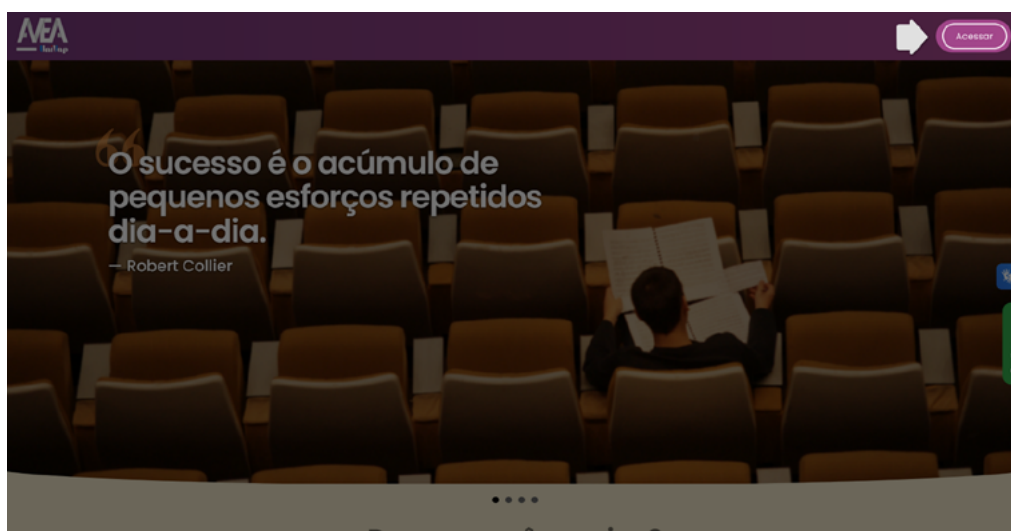 AVEA
Acessar
“
O sucesso é o acúmulo de
pequenos esforços repetidos
dia-a-dia.
— Robert Collier